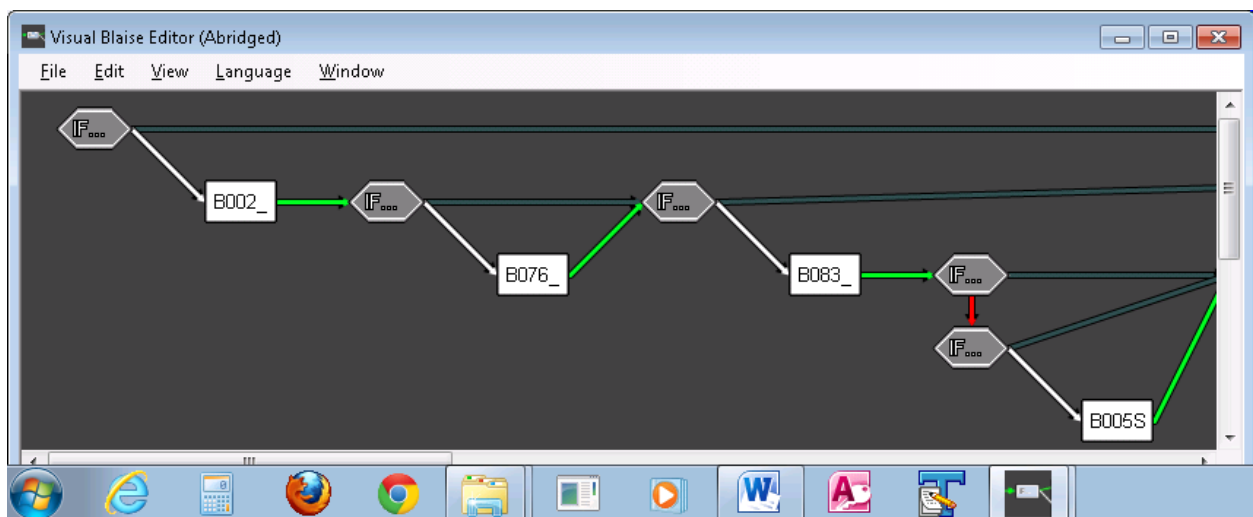 Visual Blaise Editor (Abridged)
File Edit View Language Window
IF...
B002_ IF... IF...
B076_ B083_ IF...
IF...
B005S